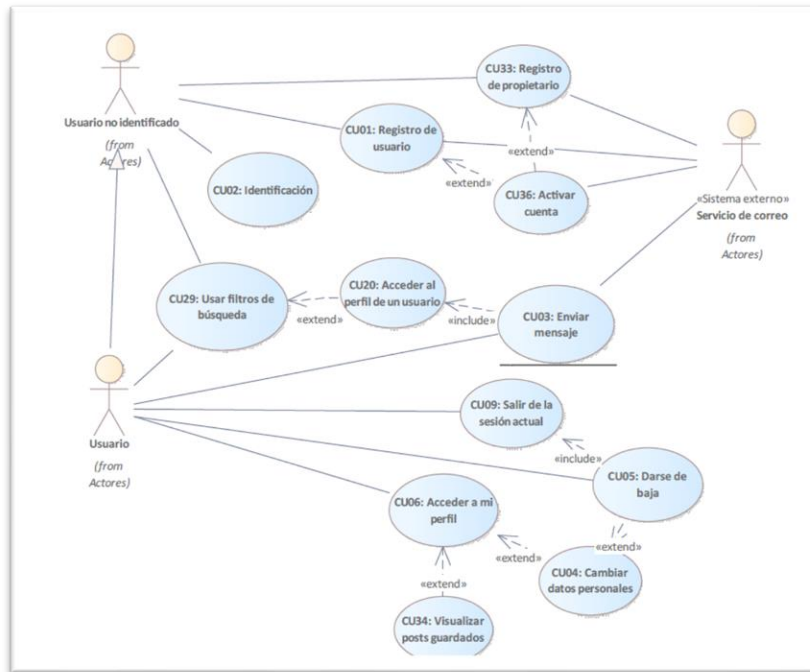 Usuario no identificado
(from
Actores)
CU33: Registro
de propietario
CU01: Registro de
usuario
«extend»
«extend»
CU02: Identificación
CU36: Activar
cuenta
«Sistema externo»
Servicio de correo
(from
Actores)
CU29: Usar filtros de
búsqueda
«extend»
CU20: Acceder al
perfil de un usuario
«include»
CU03: Enviar
mensaje
Usuario
(from
Actores)
CU09: Salir de la
sesión actual
«include»
CU05: Darse de
baja
CU06: Acceder a mi
perfil
«extend»
«extend»
CU04: Cambiar
datos personales
«extend»
CU34: Visualizar
posts guardados